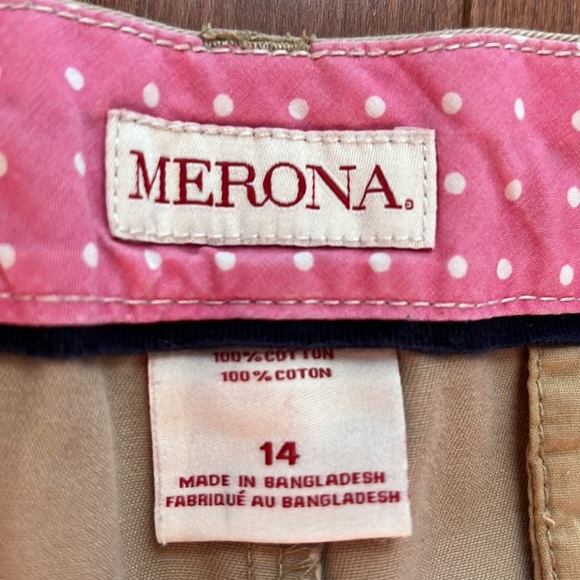 MERONA
100% COTTON
100% COTON
14
MADE IN BANGLADESH
FABRIQUÉ AU BANGLADESH